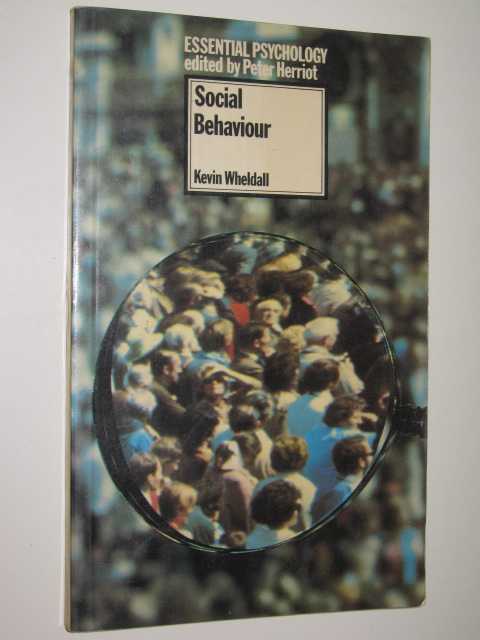 ESSENTIAL PSYCHOLOGY
edited by Peter Herriot
Social
Behaviour
Kevin Wheldall